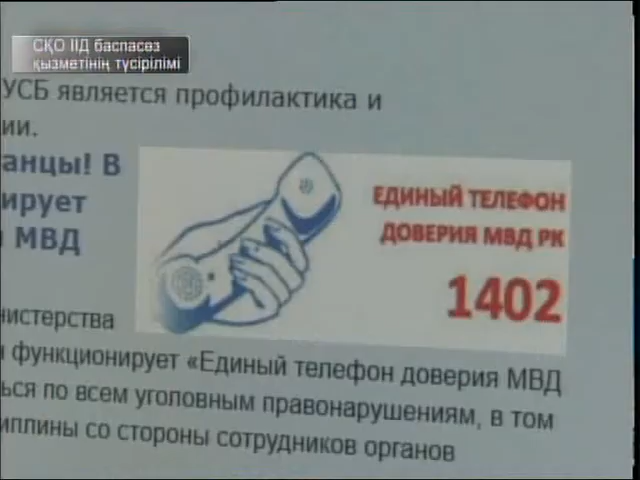 СҚО ІІД баспасөз
қызметінің түсірілімі
УСБ является профилактика и
ии.
анцы! В
ирует
МВД
ЕДИНЫЙ ТЕЛЕФОН
ДОВЕРИЯ МВД РК
1402
нистерства
функционирует «Единый телефон доверия МВД
ься по всем уголовным правонарушениям, в том
иплины со стороны сотрудников органов